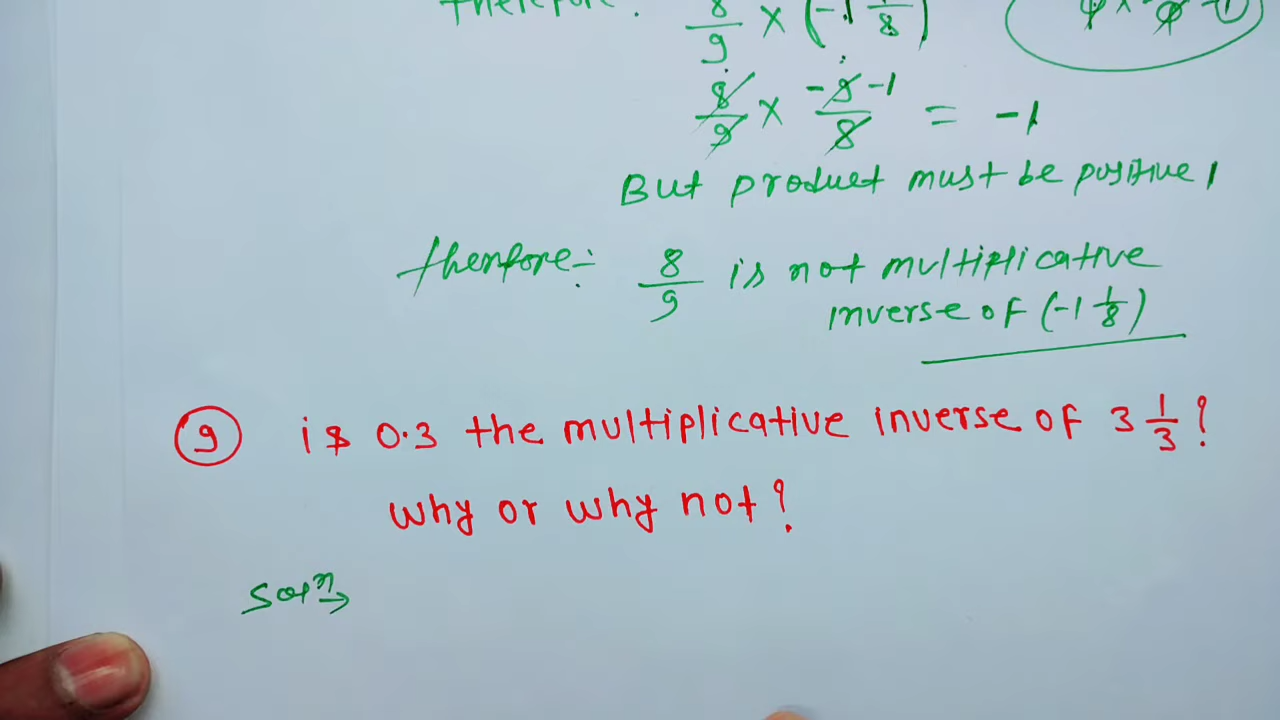 Therefore: 8/9 × (-1 1/8)
8/9 × -9/8 -1 = -1
But product must be positive 1
therfore:- 8/9 is not multiplicative
inverse of (-1 1/8)
9 is 0.3 the multiplicative inverse of 3 1/3?
why or why not?
Solⁿ→